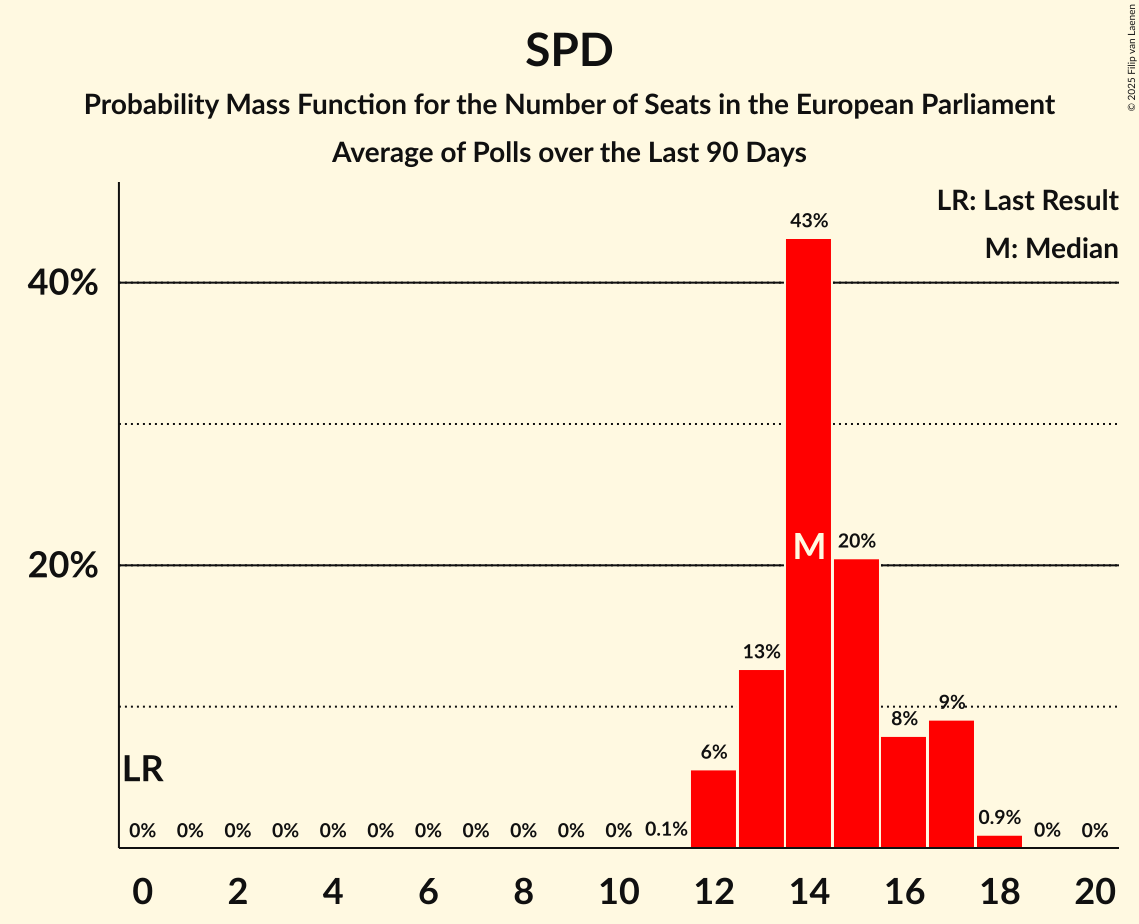 SPD
Probability Mass Function for the Number of Seats in the European Parliament
Average of Polls over the Last 90 Days
© 2025 Filip van Laenen
LR: Last Result
M: Median
43%
40%
M
20%
20%
13%
9%
8%
6%
LR
0% 0% 0% 0% 0% 0% 0% 0% 0% 0% 0% 0.1% 0.9% 0% 0%
0 2 4 6 8 10 12 14 16 18 20